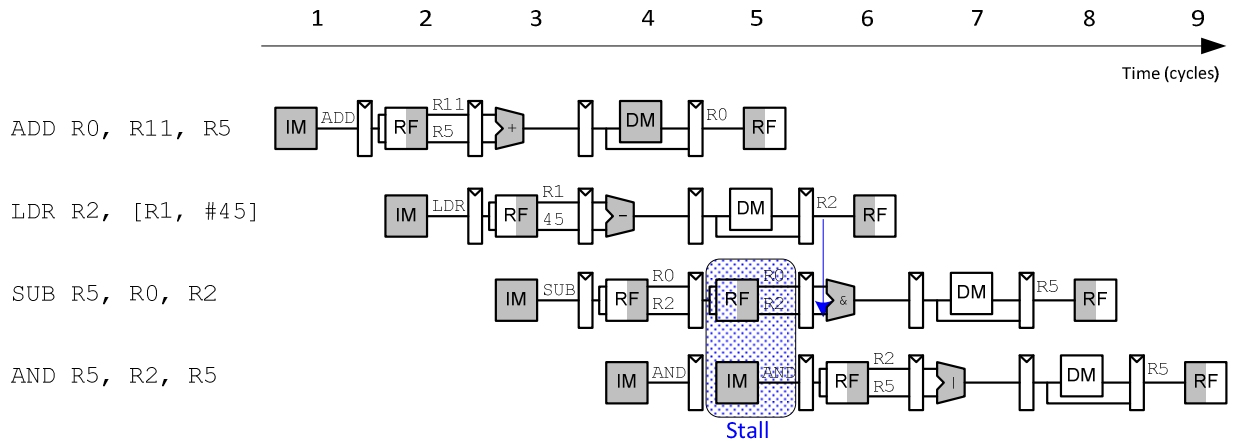 1 2 3 4 5 6 7 8 9
Time (cycles)
ADD R0, R11, R5 IM ADD RF R11 R5 + DM R0 RF
LDR R2, [R1, #45] IM LDR RF R1 45 − DM R2 RF
SUB R5, R0, R2 IM SUB RF R0 R2 RF R0 R2 & DM R5 RF
AND R5, R2, R5 IM AND IM AND RF R2 R5 | DM R5 RF
Stall